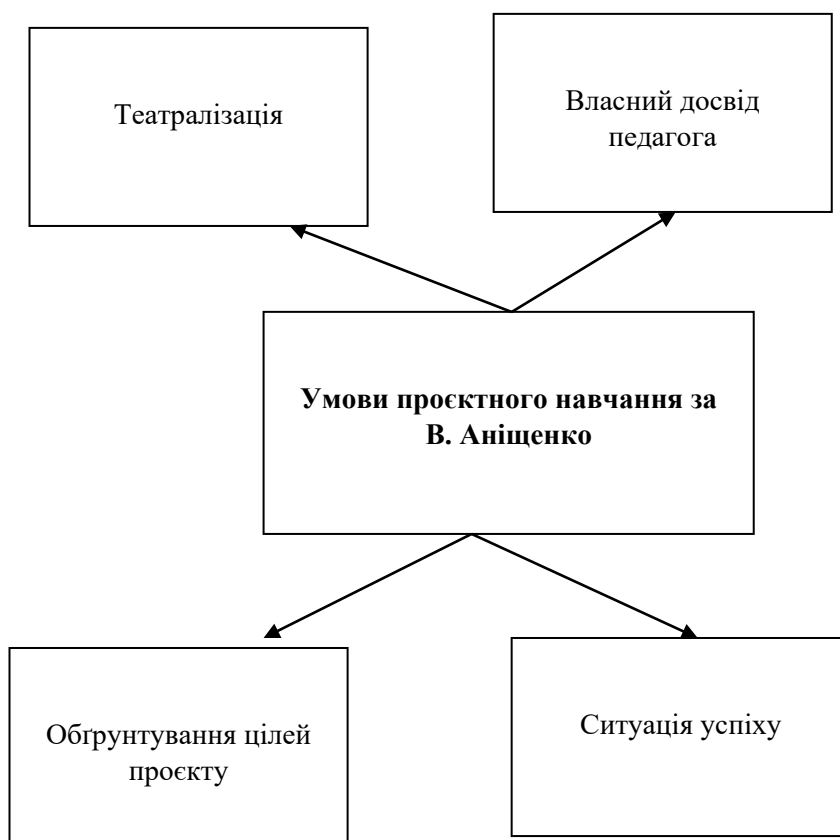 Театралізація
Власний досвід
педагога
Умови проєктного навчання за
В. Аніщенко
Обґрунтування цілей
проєкту
Ситуація успіху